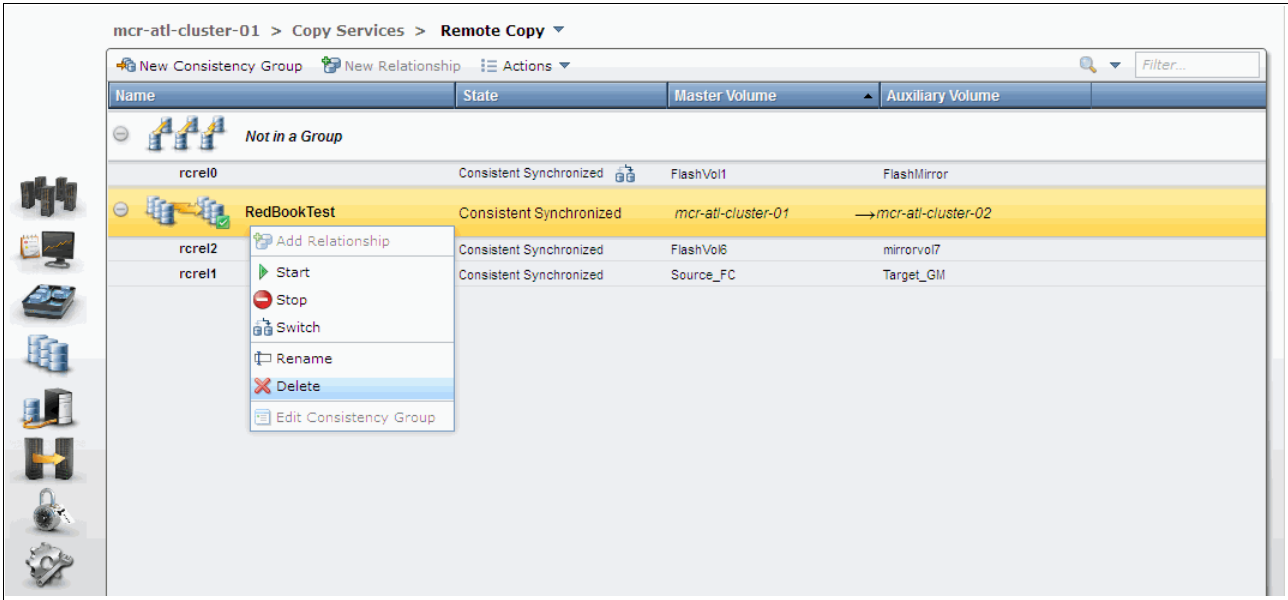 mcr-atl-cluster-01 > Copy Services > Remote Copy
New Consistency Group New Relationship Actions Filter...
Name State Master Volume Auxiliary Volume
Not in a Group
rcrel0 Consistent Synchronized FlashVol1 FlashMirror
RedBookTest Consistent Synchronized mcr-atl-cluster-01 →mcr-atl-cluster-02
Add Relationship
rcrel2 Consistent Synchronized FlashVol6 mirrorvol7
Start
rcrel1 Consistent Synchronized Source_FC Target_GM
Stop
Switch
Rename
Delete
Edit Consistency Group